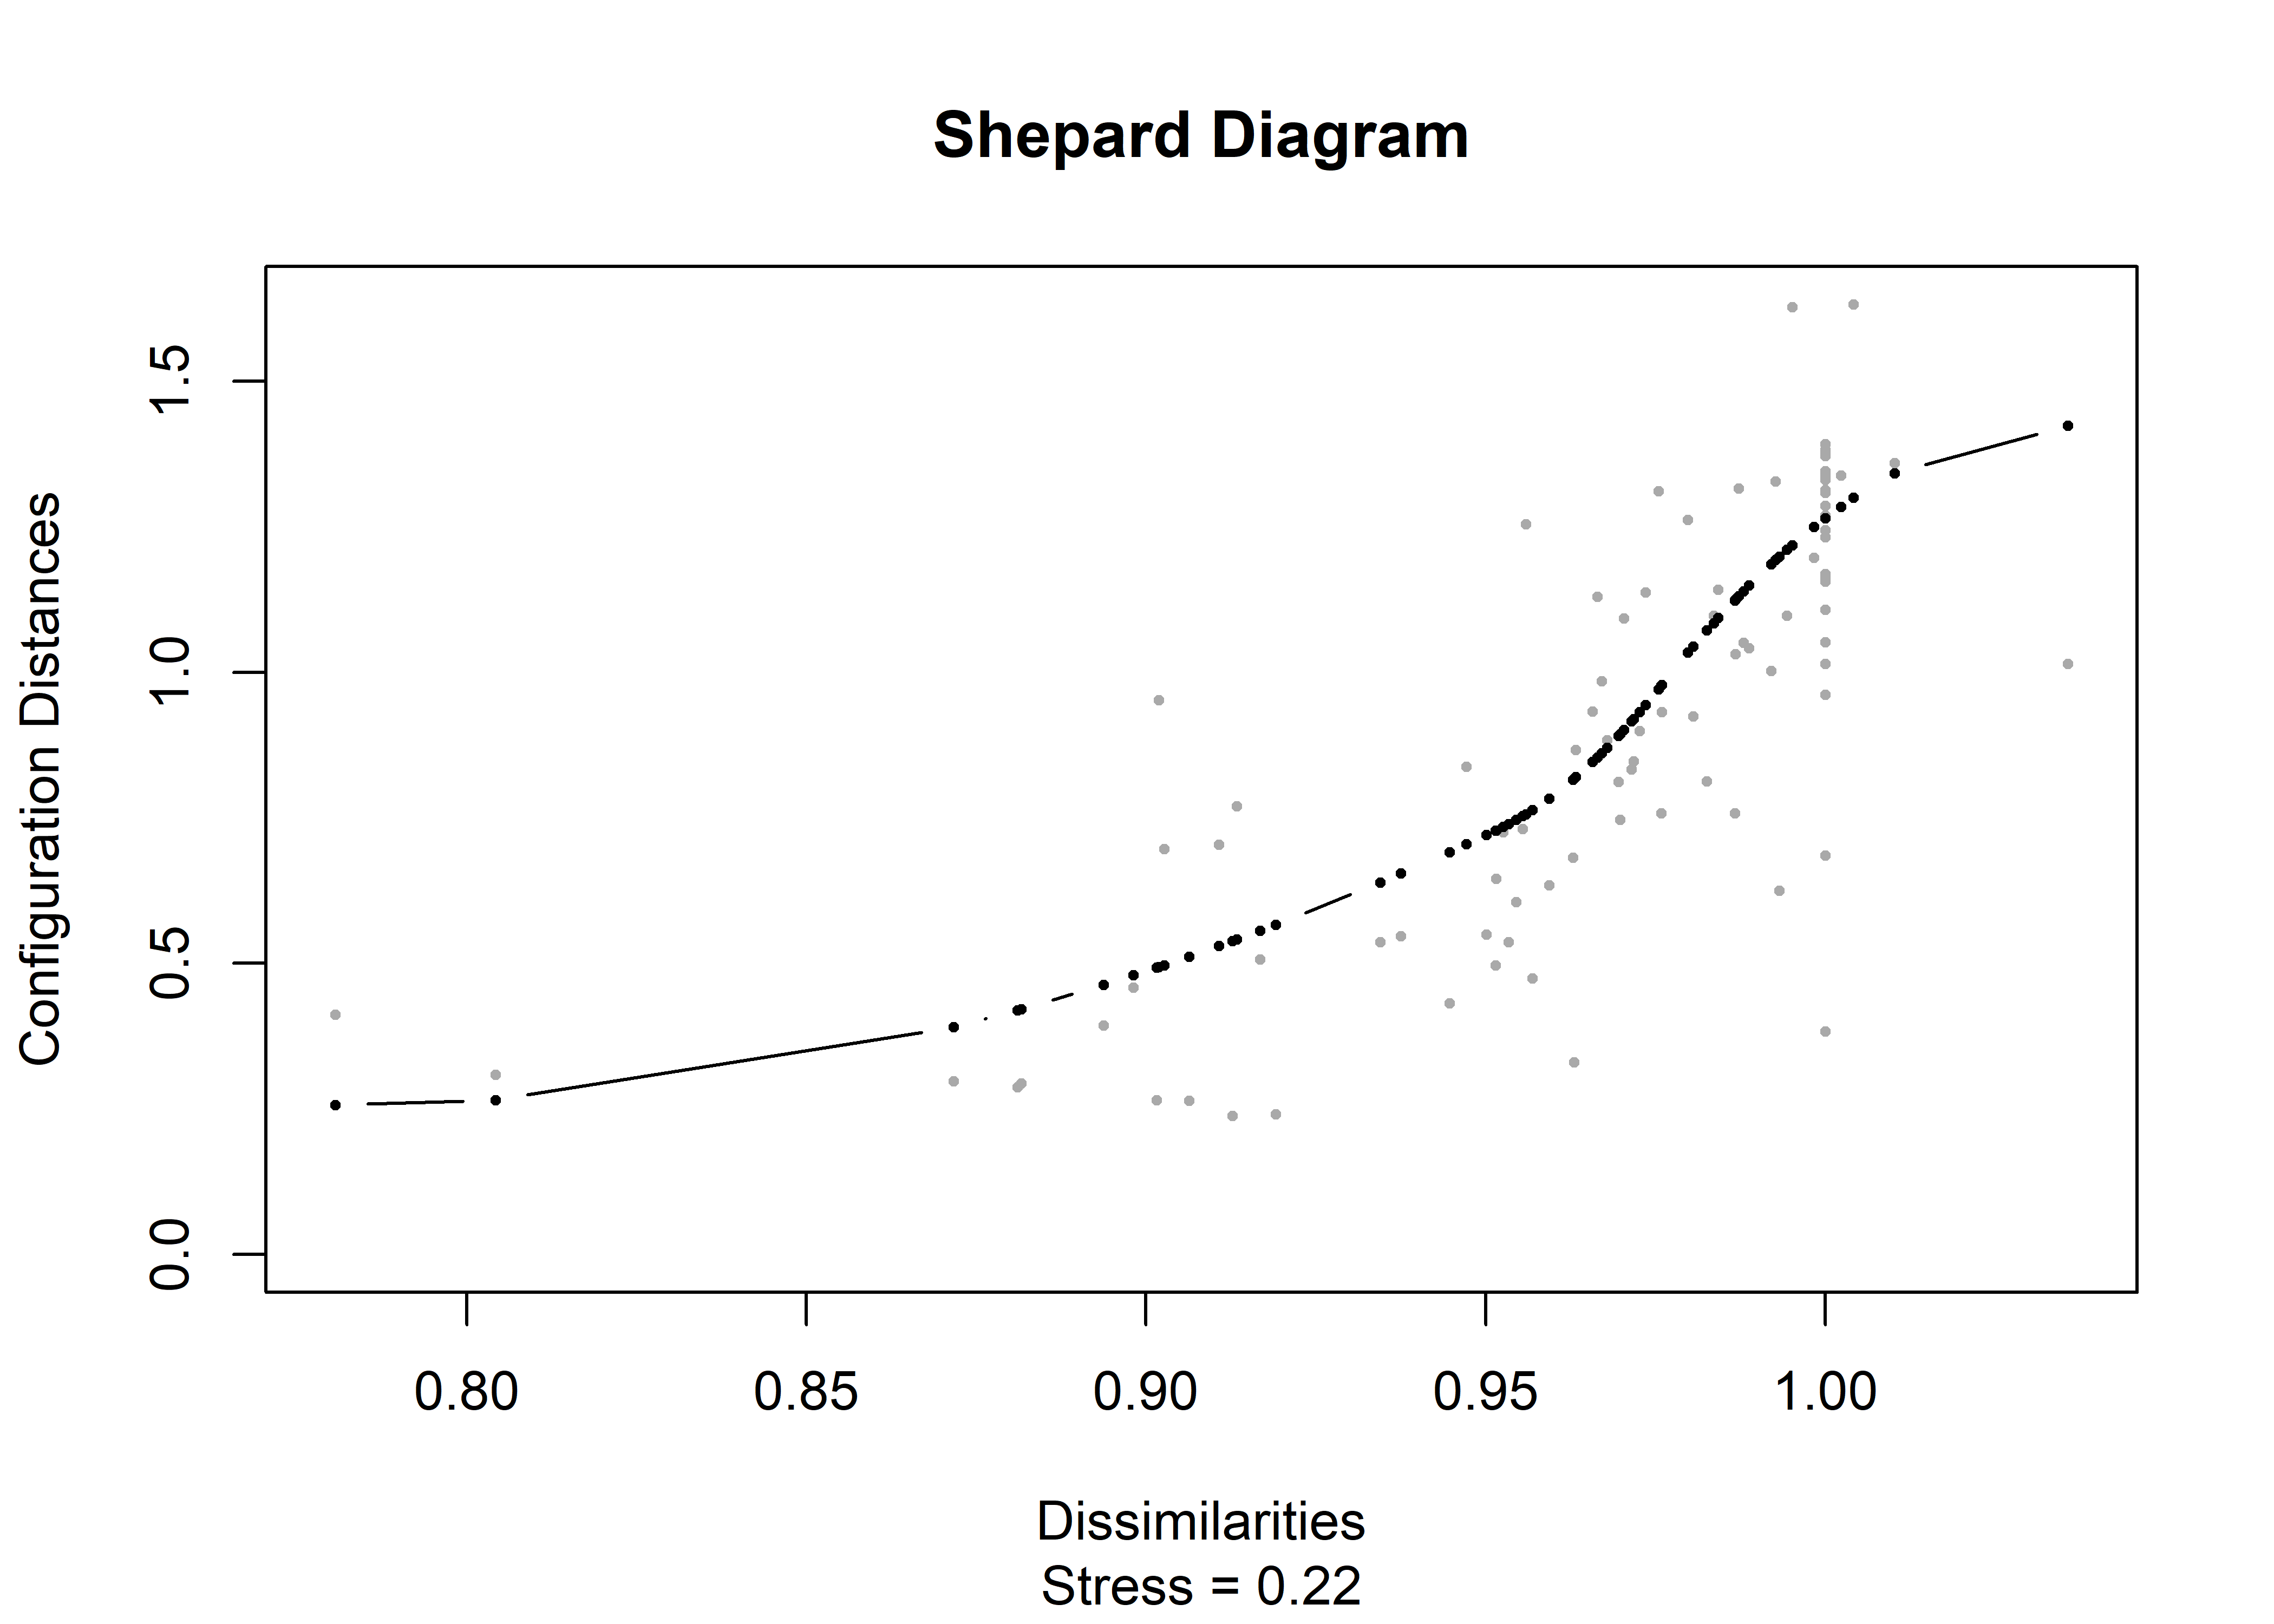 Shepard Diagram
Configuration Distances
1.5
1.0
0.5
0.0
0.80 0.85 0.90 0.95 1.00
Dissimilarities
Stress = 0.22